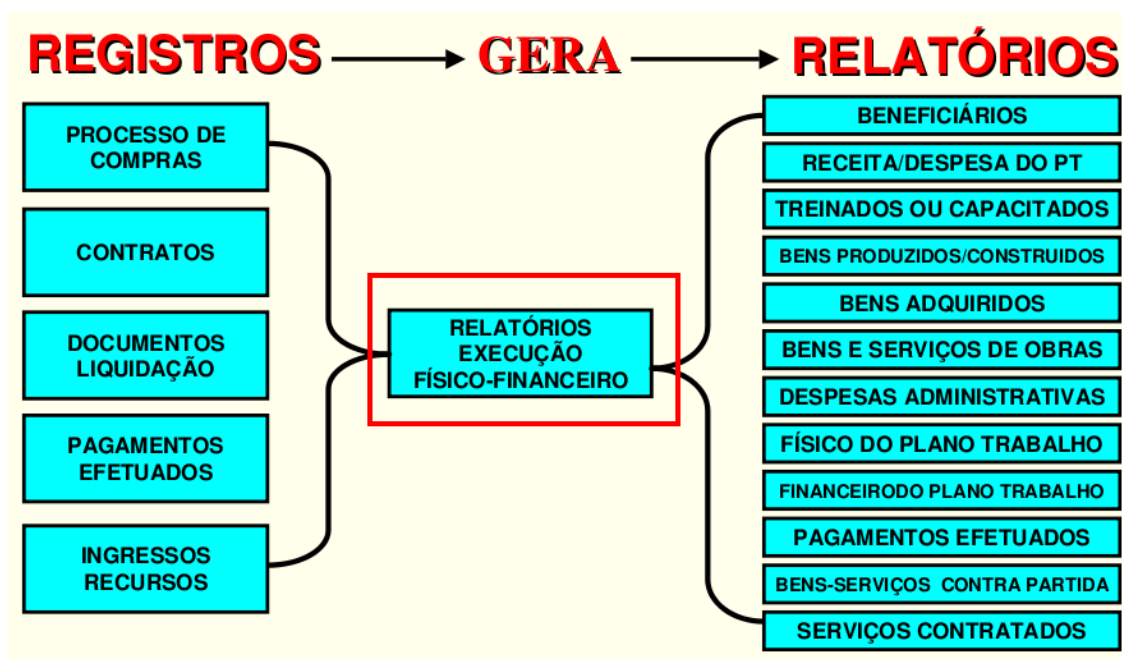 REGISTROS GERA RELATÓRIOS
PROCESSO DE
COMPRAS
CONTRATOS
DOCUMENTOS
LIQUIDAÇÃO
PAGAMENTOS
EFETUADOS
INGRESSOS
RECURSOS
RELATÓRIOS
EXECUÇÃO
FÍSICO-FINANCEIRO
BENEFICIÁRIOS
RECEITA/DESPESA DO PT
TREINADOS OU CAPACITADOS
BENS PRODUZIDOS/CONSTRUIDOS
BENS ADQUIRIDOS
BENS E SERVIÇOS DE OBRAS
DESPESAS ADMINISTRATIVAS
FÍSICO DO PLANO TRABALHO
FINANCEIRODO PLANO TRABALHO
PAGAMENTOS EFETUADOS
BENS-SERVIÇOS CONTRA PARTIDA
SERVIÇOS CONTRATADOS